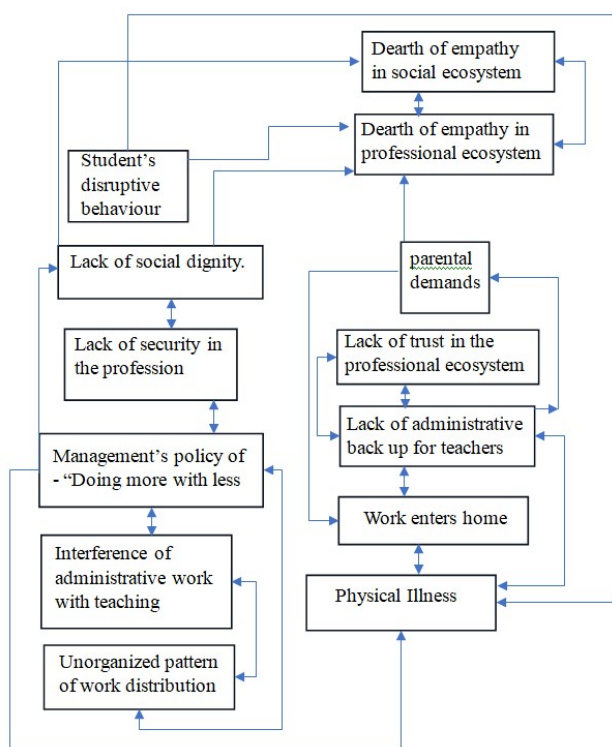 Dearth of empathy
in social ecosystem
Dearth of empathy in
professional ecosystem
Student's
disruptive
behaviour
Lack of social dignity.
parental
demands
Lack of security in
the profession
Lack of trust in the
professional ecosystem
Lack of administrative
back up for teachers
Management's policy of
- “Doing more with less
Work enters home
Interference of
administrative work
with teaching
Physical Illness
Unorganized pattern
of work distribution